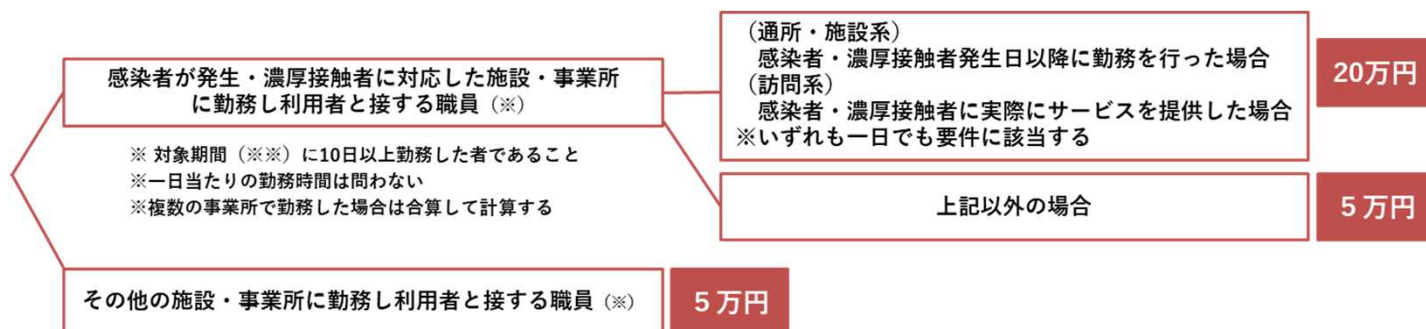 感染者が発生・濃厚接触者に対応した施設・事業所
に勤務し利用者と接する職員（※）
※ 対象期間（※※）に10日以上勤務した者であること
※一日当たりの勤務時間は問わない
※複数の事業所で勤務した場合は合算して計算する
（通所・施設系）
感染者・濃厚接触者発生日以降に勤務を行った場合
（訪問系）
感染者・濃厚接触者に実際にサービスを提供した場合
※いずれも一日でも要件に該当する
20万円
上記以外の場合
５万円
その他の施設・事業所に勤務し利用者と接する職員（※）
５万円